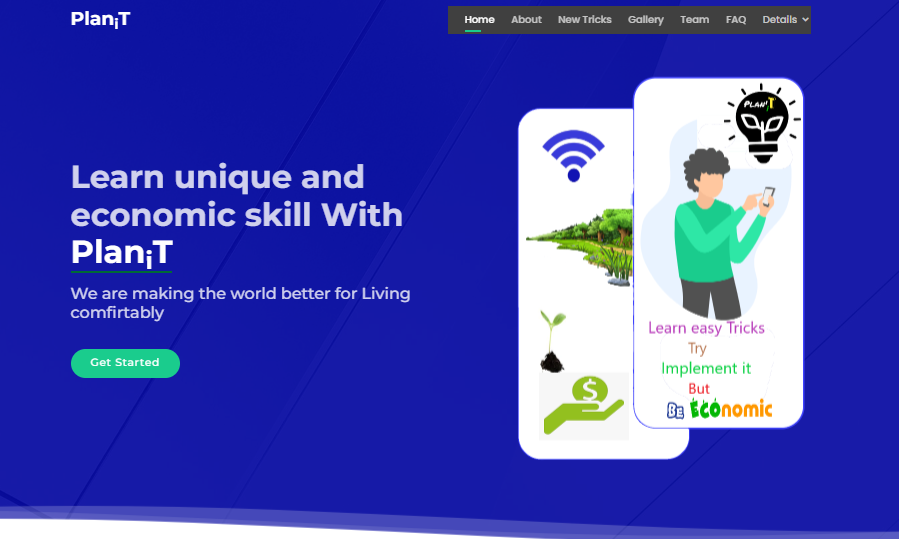 PlaniT
Home About New Tricks Gallery Team FAQ Details
Learn unique and
economic skill With
PlaniT
We are making the world better for Living
comfirtably
Get Started
PLAN'T
$
Learn easy Tricks
Try
Implement it
But
Be ECOnomic